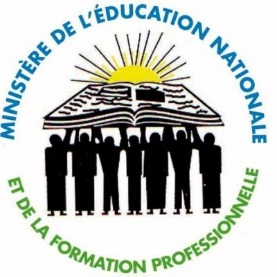 MINISTÈRE DE L'ÉDUCATION NATIONALE
ET DE LA FORMATION PROFESSIONNELLE